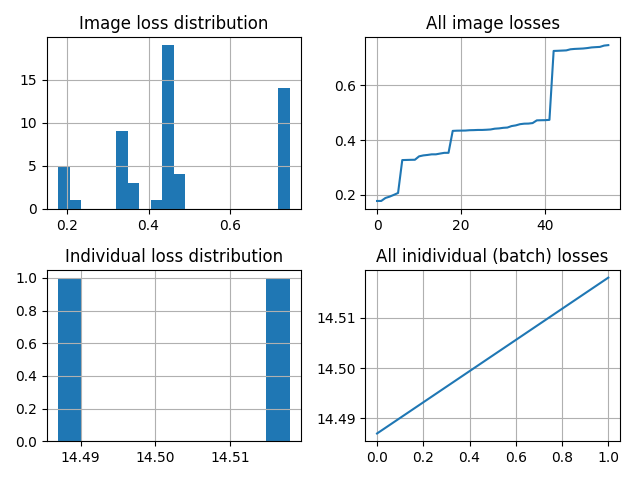 Image loss distribution
15
10
5
0
0.2 0.4 0.6
All image losses
0.6
0.4
0.2
0 20 40
Individual loss distribution
1.0
0.8
0.6
0.4
0.2
0.0
14.49 14.50 14.51
All inidividual (batch) losses
14.51
14.50
14.49
0.0 0.2 0.4 0.6 0.8 1.0